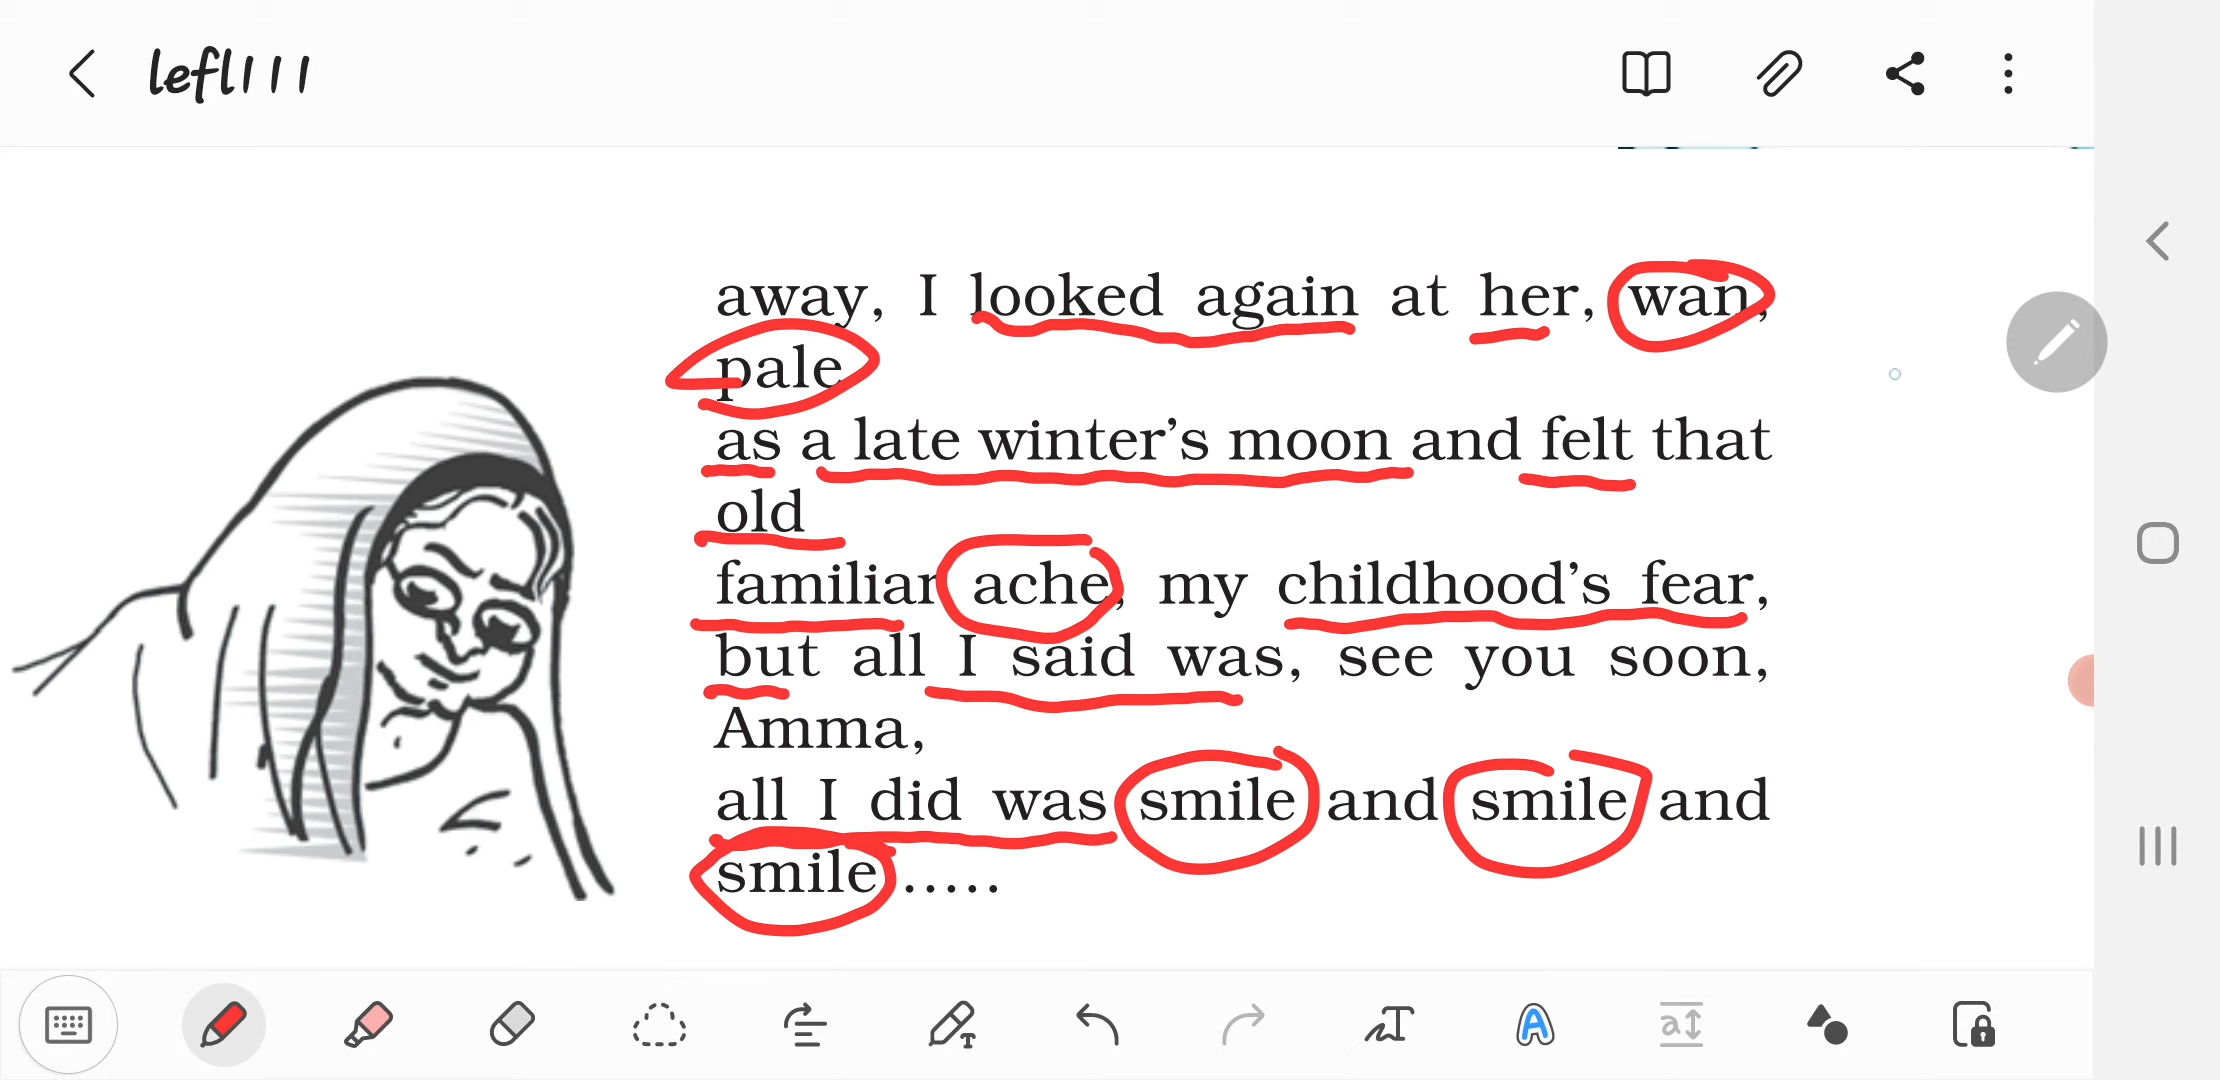 lefl111
away, I looked again at her, wan,
pale
as a late winter’s moon and felt that
old
familiar ache, my childhood’s fear,
but all I said was, see you soon,
Amma,
all I did was smile and smile and
smile.....